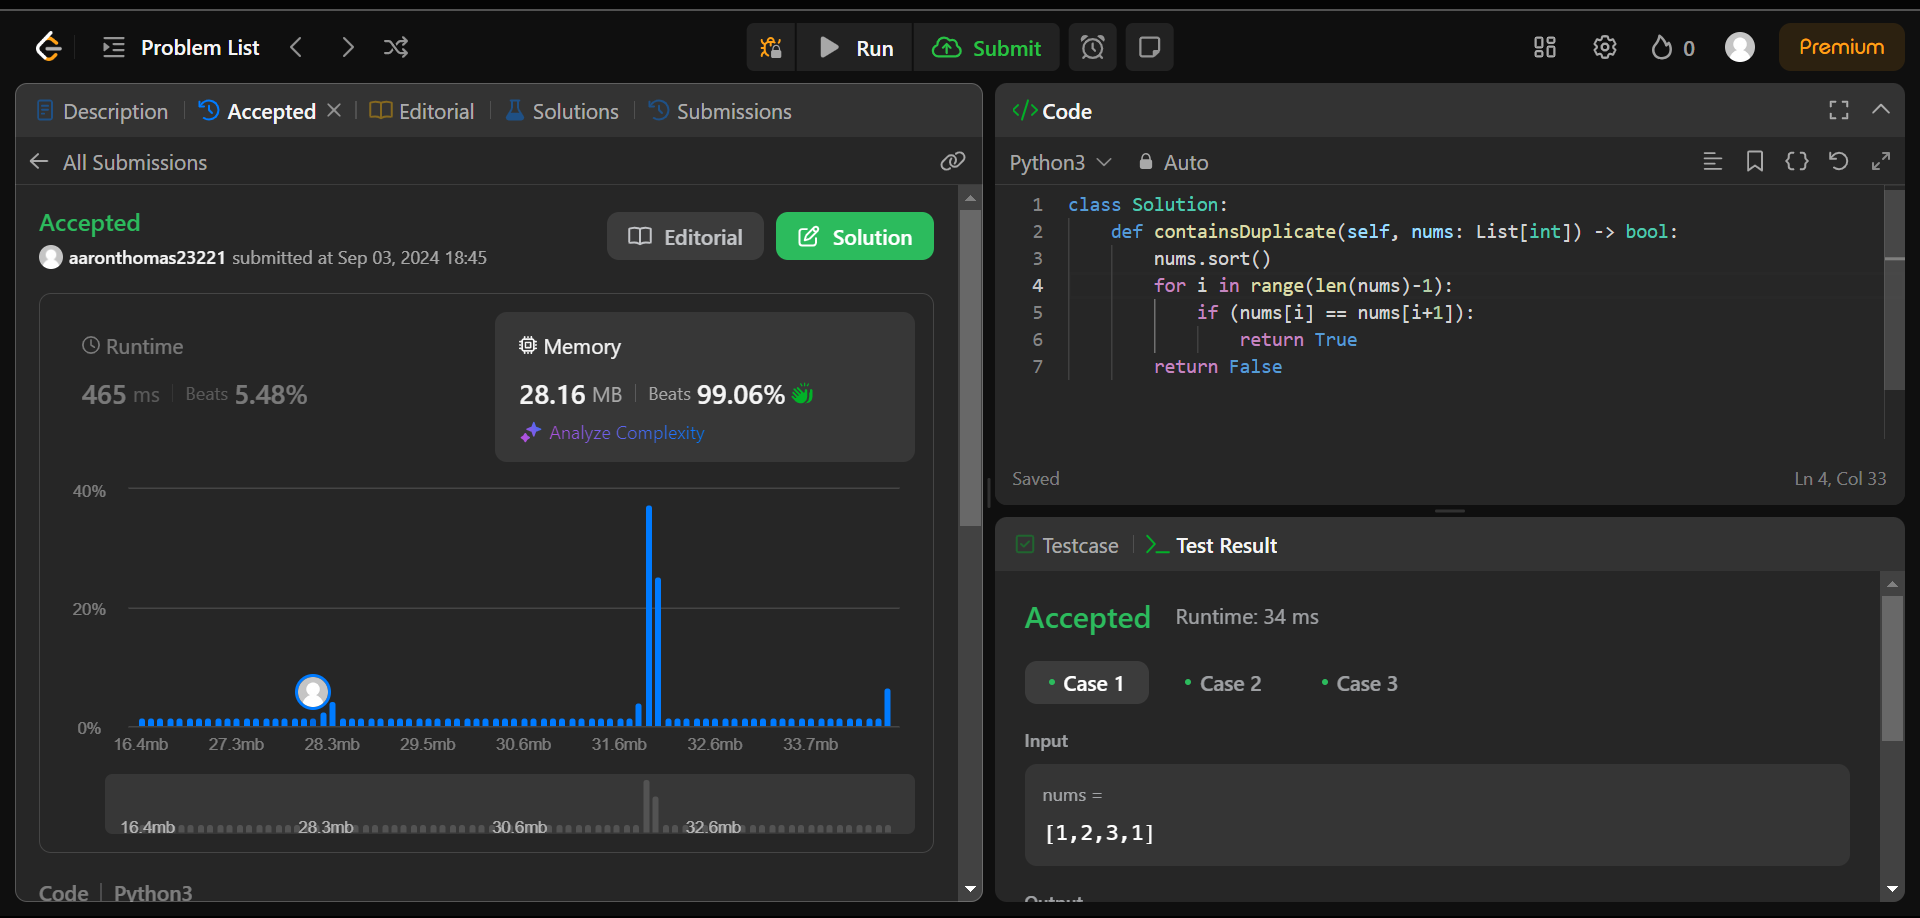 Problem List
Run
Submit
0
Premium
Description
Accepted
Editorial
Solutions
Submissions
All Submissions
Accepted
Editorial
Solution
aaronthomas23221 submitted at Sep 03, 2024 18:45
Runtime
465 ms
Beats 5.48%
Memory
28.16 MB
Beats 99.06%
Analyze Complexity
40%
20%
0%
16.4mb 27.3mb 28.3mb 29.5mb 30.6mb 31.6mb 32.6mb 33.7mb
16.4mb 28.3mb 30.6mb 32.6mb
Code
Python3
</> Code
Python3
Auto
1 class Solution:
2     def containsDuplicate(self, nums: List[int]) -> bool:
3         nums.sort()
4         for i in range(len(nums)-1):
5             if (nums[i] == nums[i+1]):
6                 return True
7         return False
Saved
Ln 4, Col 33
Testcase
Test Result
Accepted
Runtime: 34 ms
Case 1
Case 2
Case 3
Input
nums =
[1,2,3,1]
Output